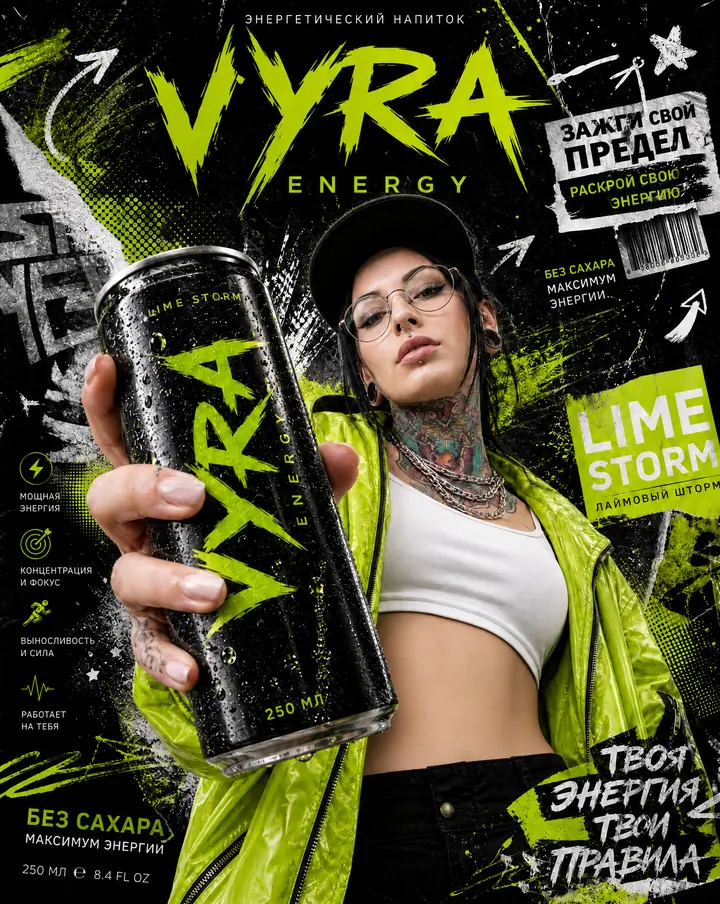 ЭНЕРГЕТИЧЕСКИЙ НАПИТОК
VYRA
ENERGY
ЗАЖГИ СВОЙ
ПРЕДЕЛ
РАСКРОЙ СВОЮ
ЭНЕРГИЮ
БЕЗ САХАРА
МАКСИМУМ
ЭНЕРГИИ.
LIME STORM
VYRA
ENERGY
250 МЛ
LIME
STORM
ЛАЙМОВЫЙ ШТОРМ
МОЩНАЯ
ЭНЕРГИЯ
КОНЦЕНТРАЦИЯ
И ФОКУС
ВЫНОСЛИВОСТЬ
И СИЛА
РАБОТАЕТ
НА ТЕБЯ
БЕЗ САХАРА
МАКСИМУМ ЭНЕРГИИ
250 МЛ ℮ 8.4 FL OZ
ТВОЯ
ЭНЕРГИЯ
ТВОИ
ПРАВИЛА